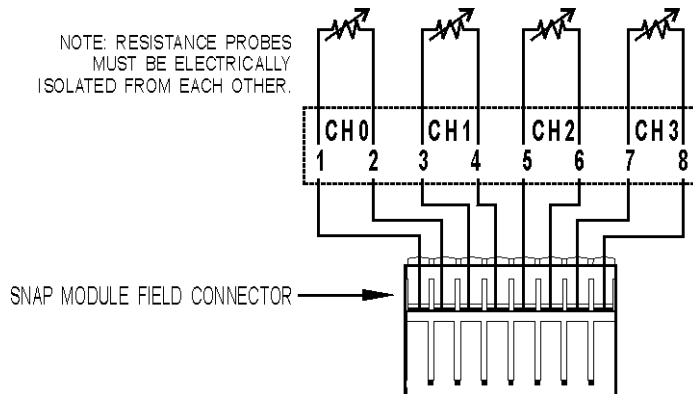 NOTE: RESISTANCE PROBES
MUST BE ELECTRICALLY
ISOLATED FROM EACH OTHER.
CH0 CH1 CH2 CH3
1 2 3 4 5 6 7 8
SNAP MODULE FIELD CONNECTOR